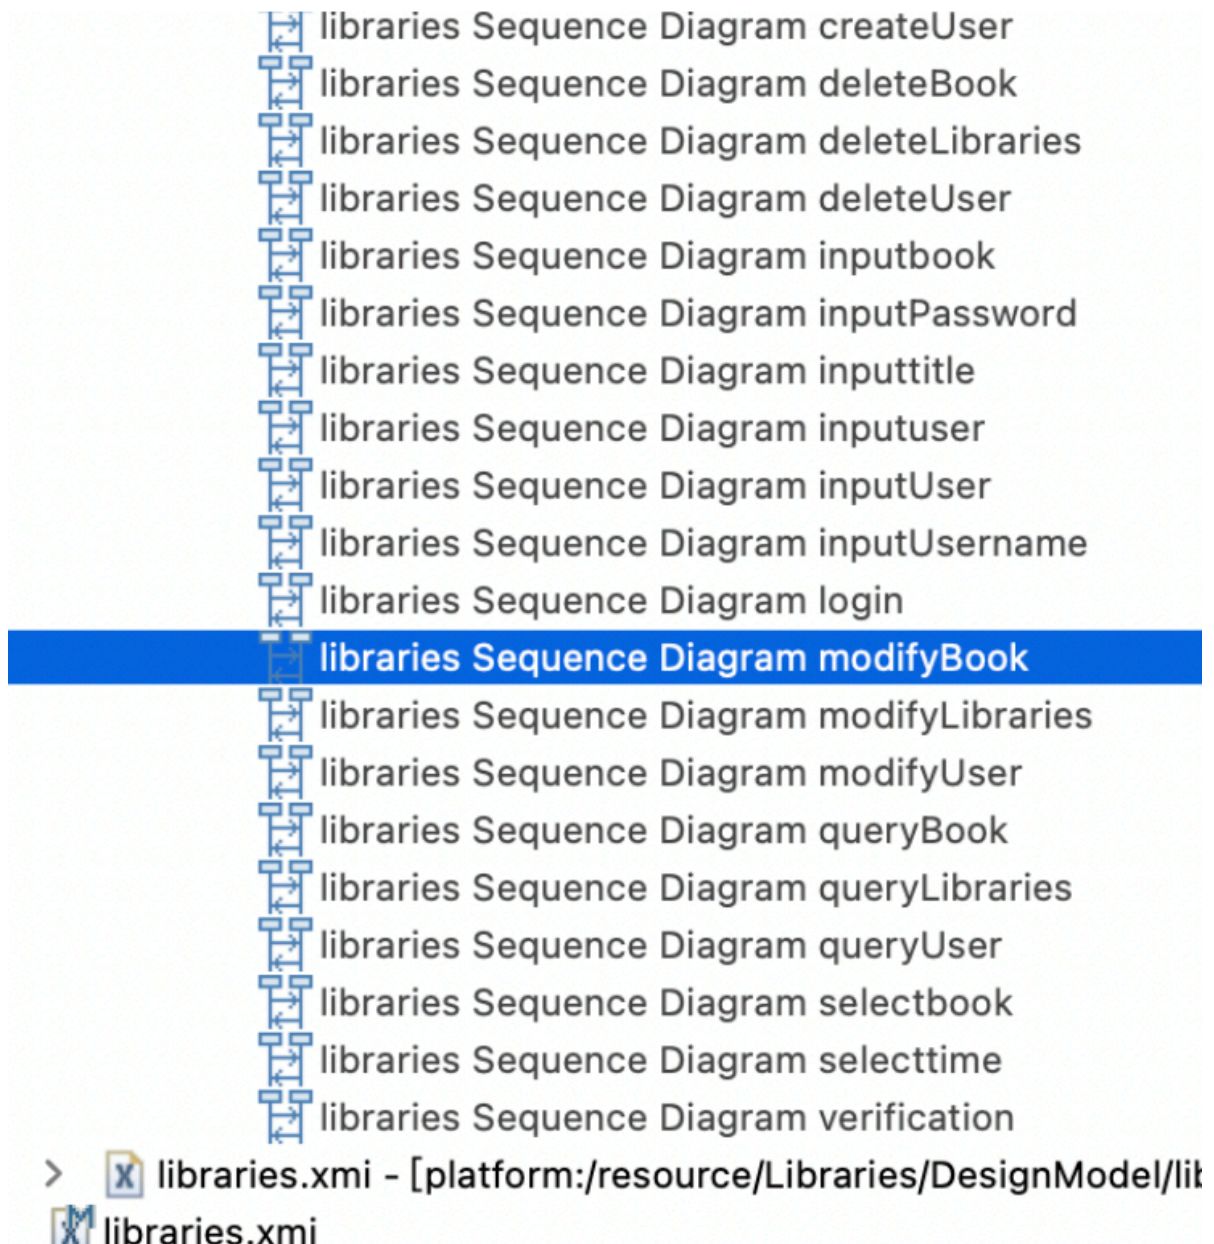 libraries Sequence Diagram createUser
libraries Sequence Diagram deleteBook
libraries Sequence Diagram deleteLibraries
libraries Sequence Diagram deleteUser
libraries Sequence Diagram inputbook
libraries Sequence Diagram inputPassword
libraries Sequence Diagram inputtitle
libraries Sequence Diagram inputuser
libraries Sequence Diagram inputUser
libraries Sequence Diagram inputUsername
libraries Sequence Diagram login
libraries Sequence Diagram modifyBook
libraries Sequence Diagram modifyLibraries
libraries Sequence Diagram modifyUser
libraries Sequence Diagram queryBook
libraries Sequence Diagram queryLibraries
libraries Sequence Diagram queryUser
libraries Sequence Diagram selectbook
libraries Sequence Diagram selecttime
libraries Sequence Diagram verification
libraries.xmi - [platform:/resource/Libraries/DesignModel/lib
libraries.xmi